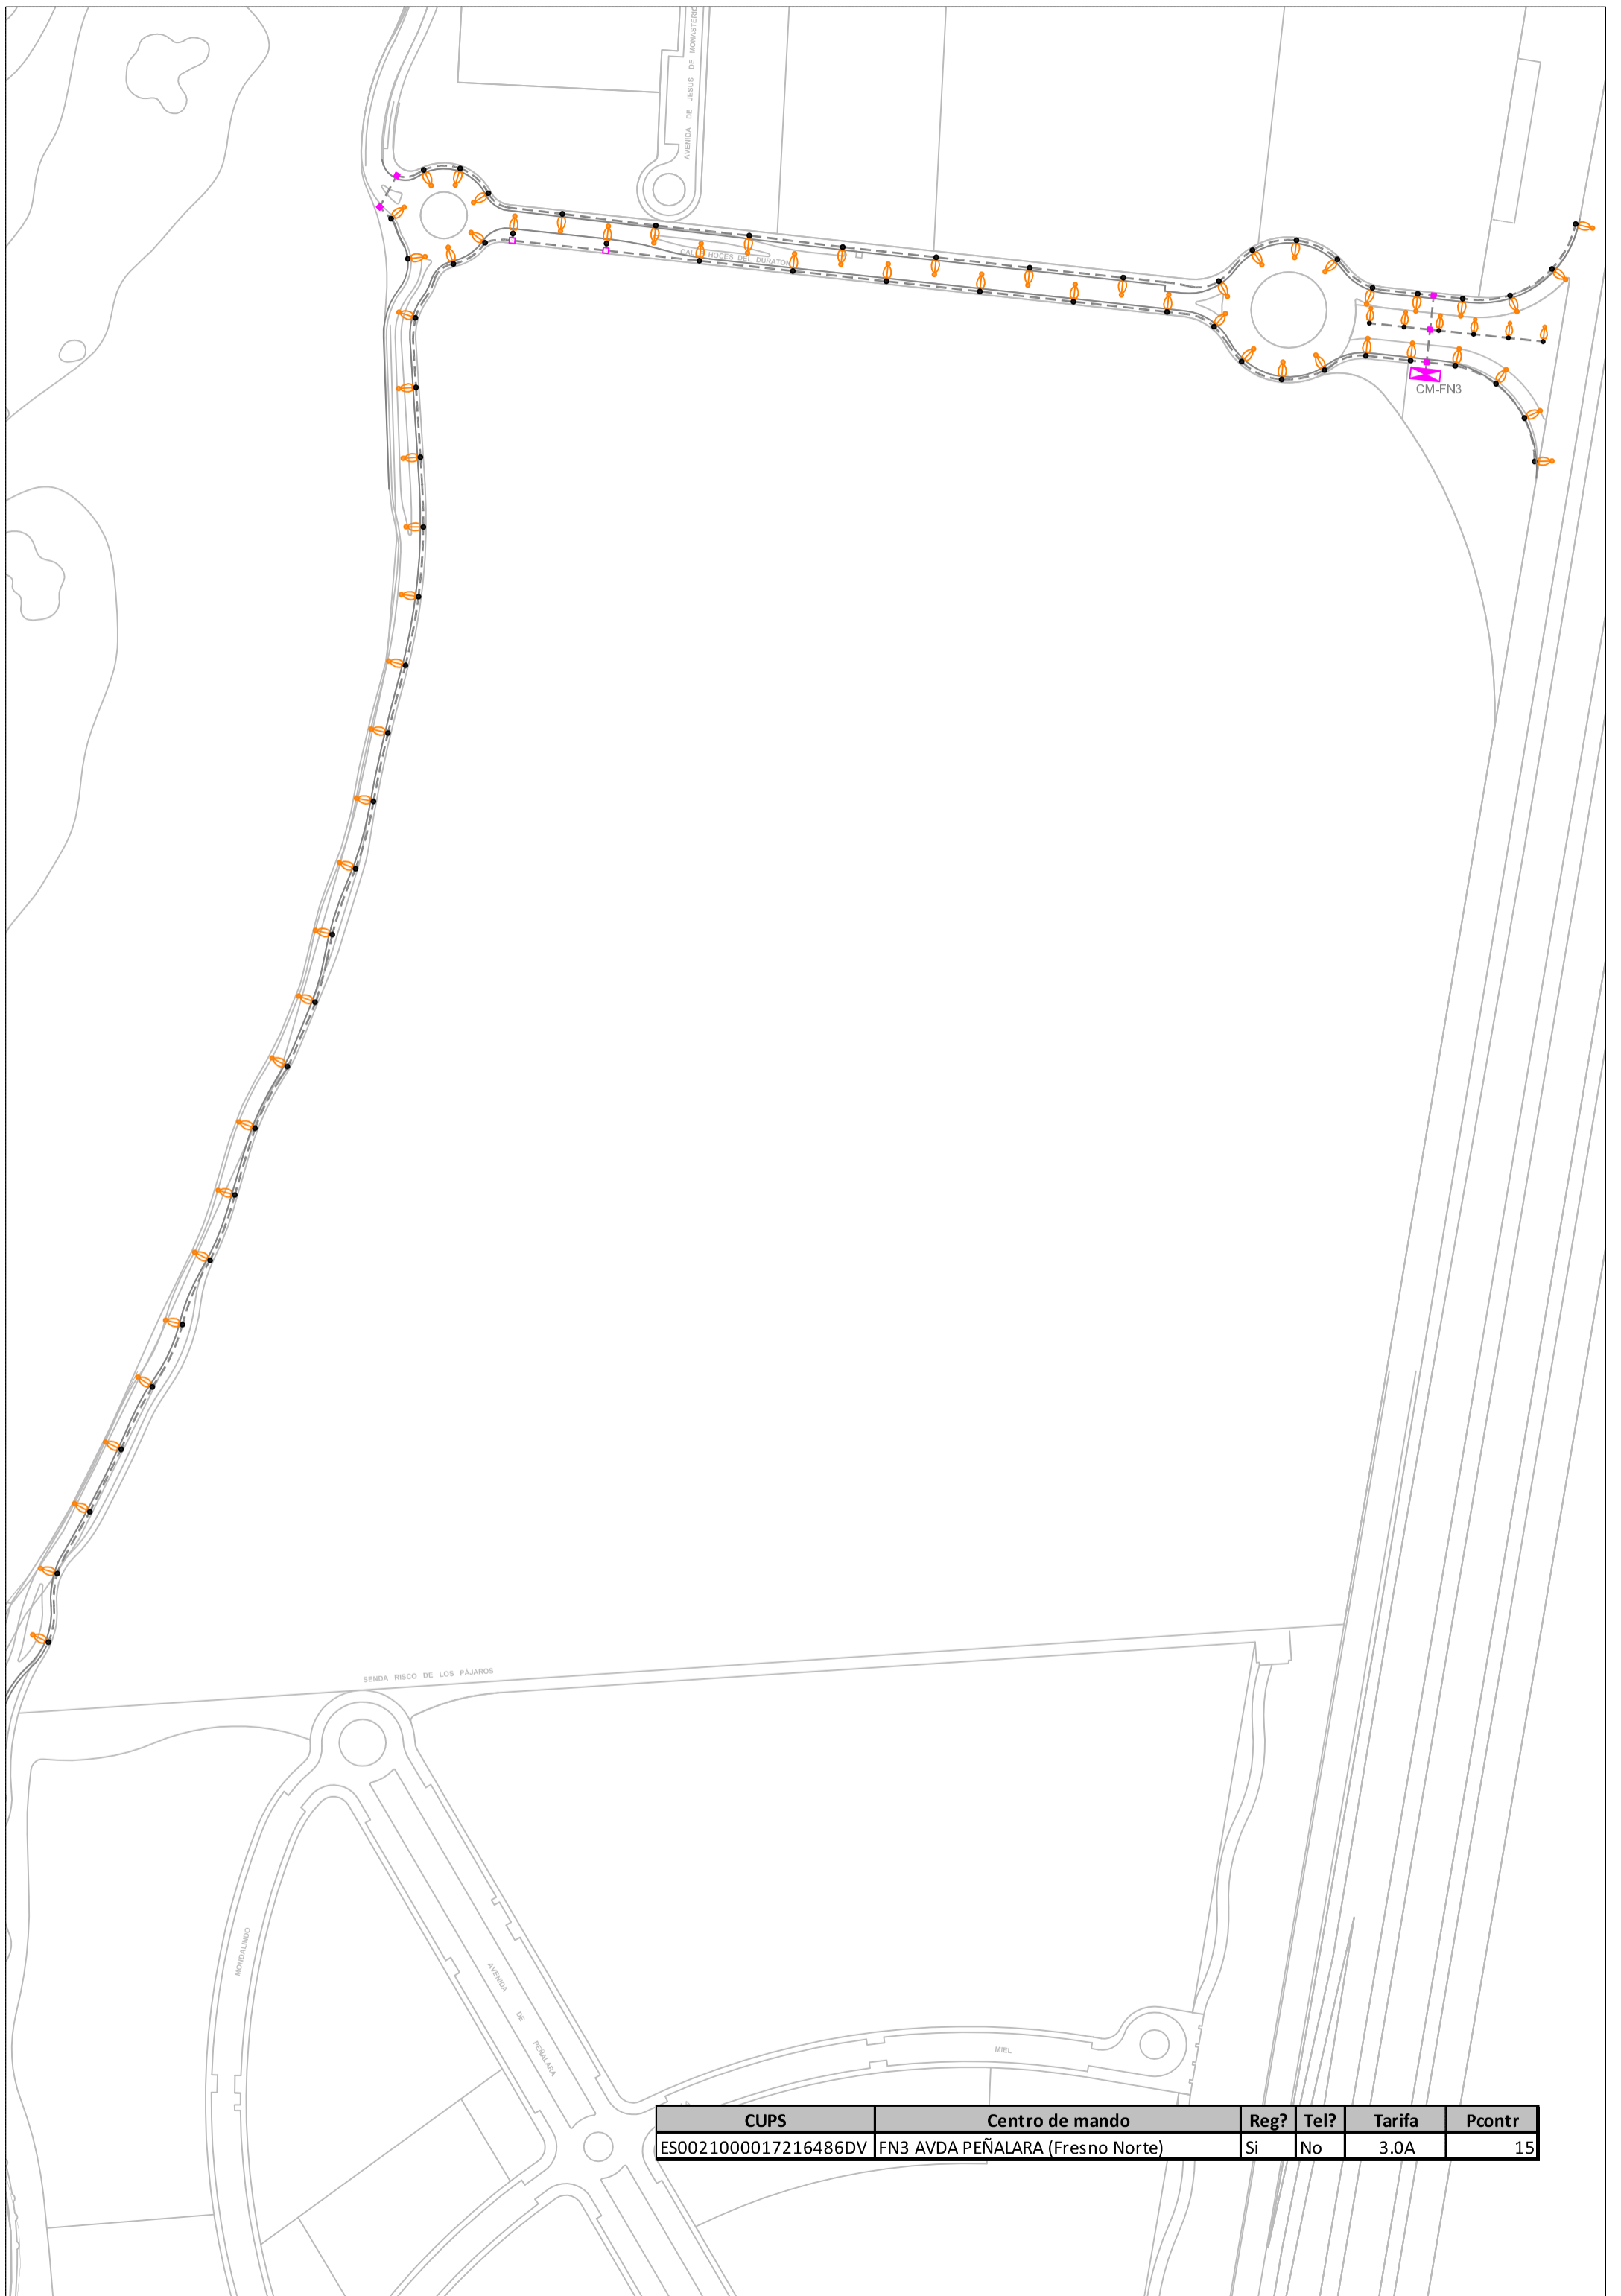 AVENIDA DE JESUS DE MONASTERIO
CALLE HOCES DEL DURATON
CM-FN3
SENDA RISCO DE LOS PÁJAROS
MONDALINDO
AVENIDA DE PEÑALARA
MIEL
CUPS Centro de mando Reg? Tel? Tarifa Pcontr
ES0021000017216486DV FN3 AVDA PEÑALARA (Fresno Norte) Si No 3.0A 15